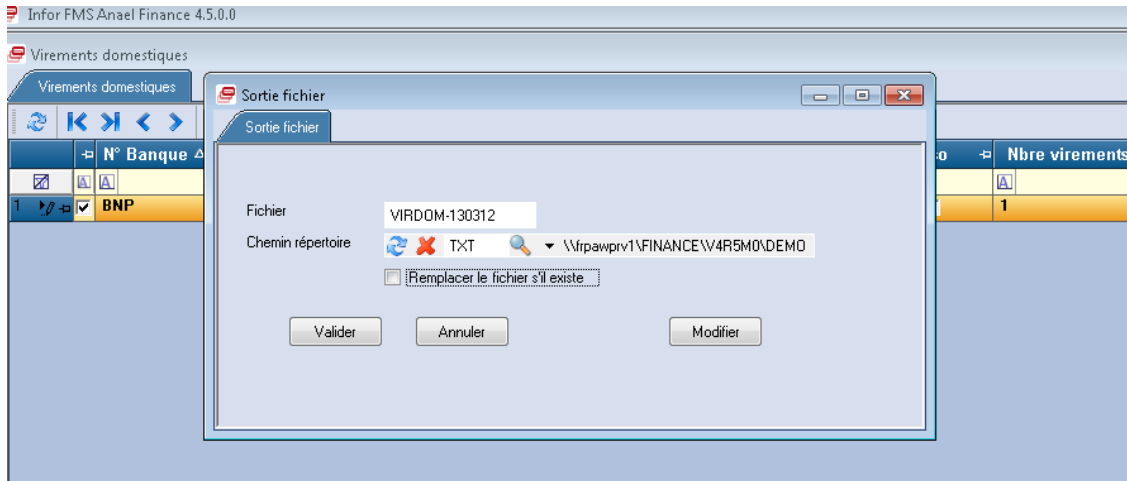 Infor FMS Anael Finance 4.5.0.0
Virements domestiques
Virements domestiques
Sortie fichier
Sortie fichier
N° Banque
o
Nbre virements
1
BNP
1
Fichier
VIRDOM-130312
Chemin répertoire
TXT
\\frpawprv1\FINANCE\V4R5M0\DEMO
Remplacer le fichier s'il existe
Valider
Annuler
Modifier